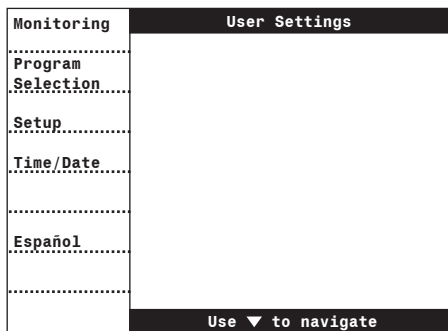 Monitoring
User Settings
Program
Selection
Setup
Time/Date
Español
Use ▼ to navigate